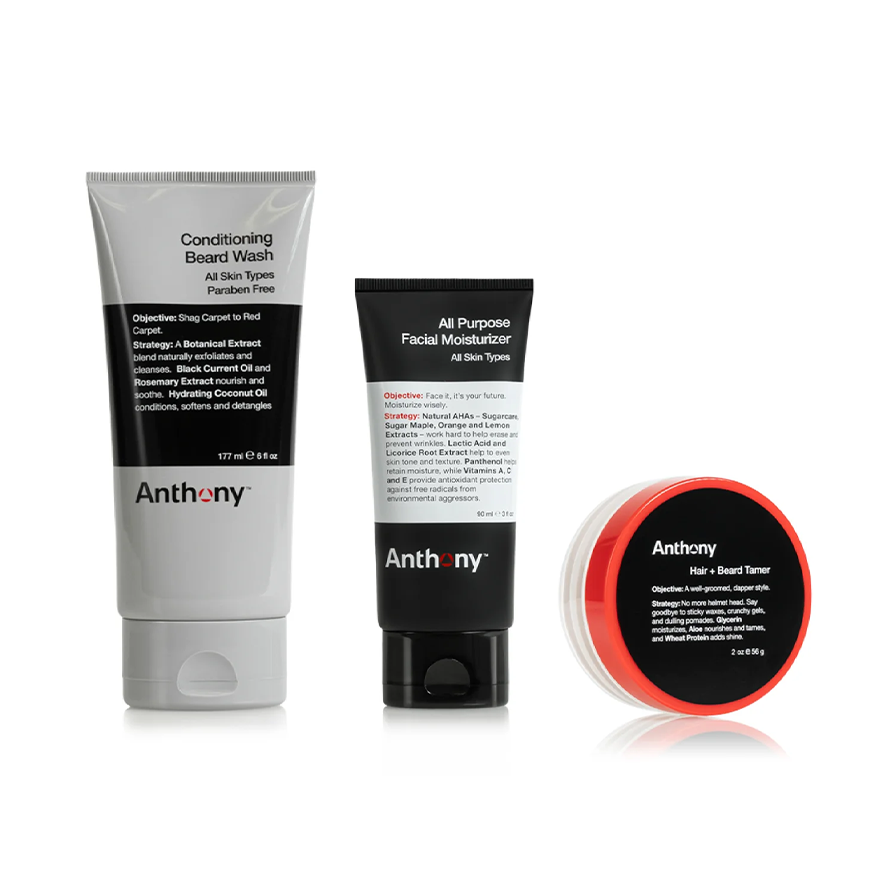 Conditioning
Beard Wash
All Skin Types
Paraben Free
Objective: Shag Carpet to Red
Carpet.
Strategy: A Botanical Extract
blend naturally exfoliates and
cleanses. Black Current Oil and
Rosemary Extract nourish and
soothe. Hydrating Coconut Oil
conditions, softens and detangles
177 ml e 6 fl oz
Anthony™
All Purpose
Facial Moisturizer
All Skin Types
Objective: Face it, it's your future.
Moisturize wisely.
Strategy: Natural AHAs – Sugarcane,
Sugar Maple, Orange and Lemon
Extracts – work hard to help erase and
prevent wrinkles. Lactic Acid and
Licorice Root Extract help to even
skin tone and texture. Panthenol helps
retain moisture, while Vitamins A, C
and E provide antioxidant protection
against free radicals from
environmental aggressors.
90 ml e 3 fl oz
Anthony™
Anthony
Hair + Beard Tamer
Objective: A well-groomed, dapper style.
Strategy: No more helmet head. Say
goodbye to sticky waxes, crunchy gels,
and dulling pomades. Glycerin
moisturizes, Aloe nourishes and tames,
and Wheat Protein adds shine.
2 oz e 56 g